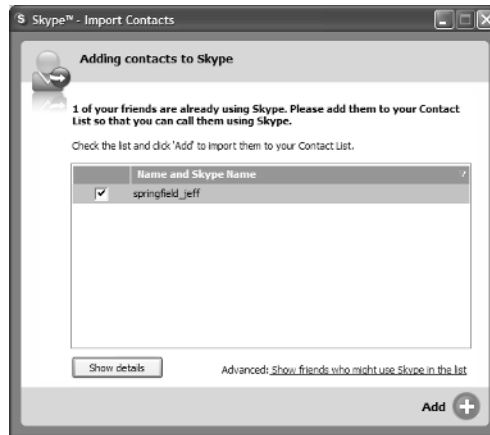 Skype™ - Import Contacts
Adding contacts to Skype
1 of your friends are already using Skype. Please add them to your Contact
List so that you can call them using Skype.
Check the list and click 'Add' to import them to your Contact List.
Name and Skype Name
springfield_jeff
Show details
Advanced: Show friends who might use Skype in the list
Add